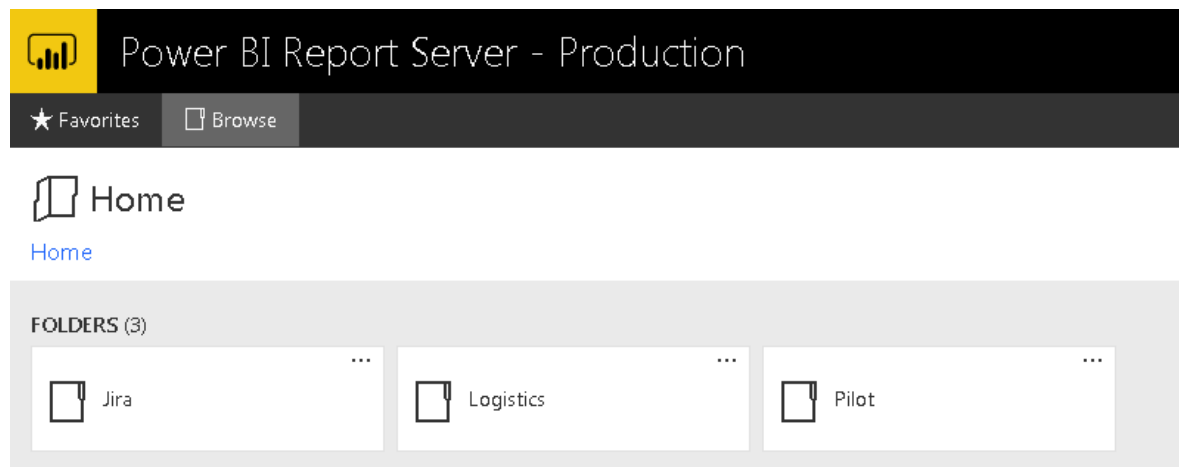 Power BI Report Server - Production
Favorites Browse
Home
Home
FOLDERS (3)
... ... ...
Jira Logistics Pilot